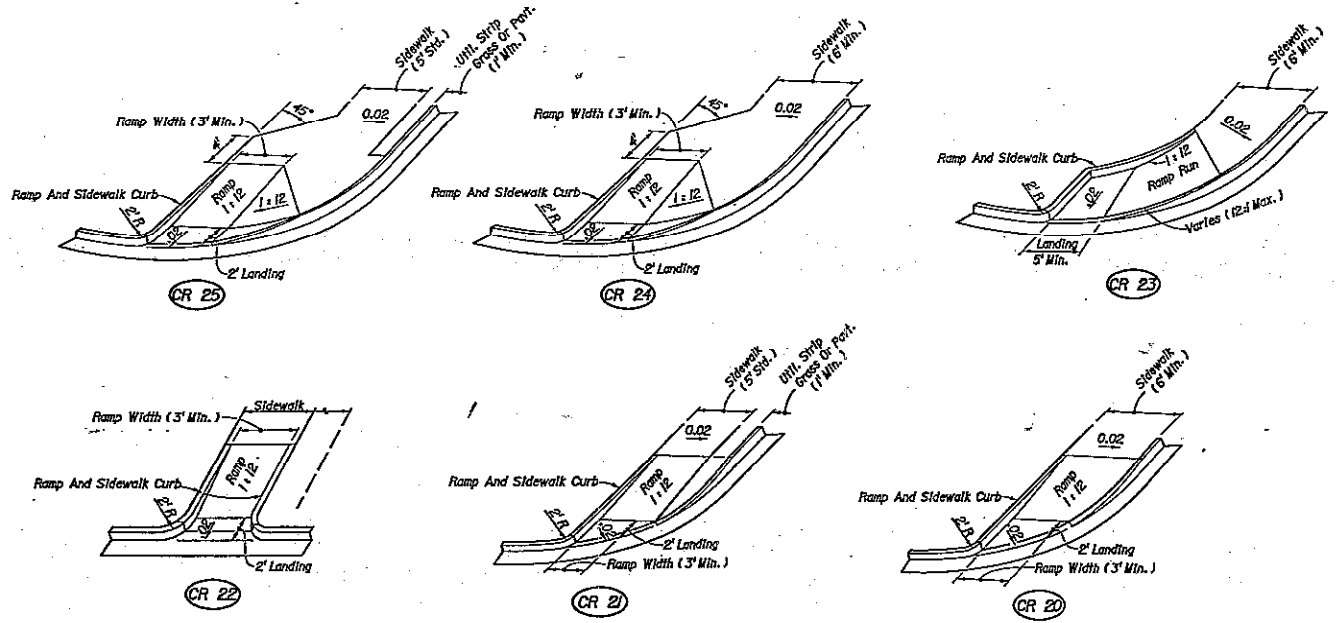 Sidewalk
(5' Std.)
Util. Strip
Grass Or Pavt.
(1' Min.)
45°
0.02
Ramp Width (3' Min.)
4'
Ramp And Sidewalk Curb
Ramp
1:12
1:12
2' R
.02
2' Landing
CR 25
Sidewalk
(6' Min.)
45°
0.02
Ramp Width (3' Min.)
4'
Ramp And Sidewalk Curb
Ramp
1:12
1:12
2' R
.02
2' Landing
CR 24
Sidewalk
(6' Min.)
0.02
Ramp And Sidewalk Curb
1:12
Ramp Run
2' R
.02
Varies (12:1 Max.)
Landing
5' Min.
CR 23
Sidewalk
Ramp Width (3' Min.)
Ramp
1:12
Ramp And Sidewalk Curb
2' R
.02
2' Landing
CR 22
Sidewalk
(5' Std.)
Util. Strip
Grass Or Pavt.
(1' Min.)
0.02
Ramp And Sidewalk Curb
Ramp
1:12
2' R
.02
2' Landing
Ramp Width (3' Min.)
CR 21
Sidewalk
(6' Min.)
0.02
Ramp And Sidewalk Curb
Ramp
1:12
2' R
.02
2' Landing
Ramp Width (3' Min.)
CR 20